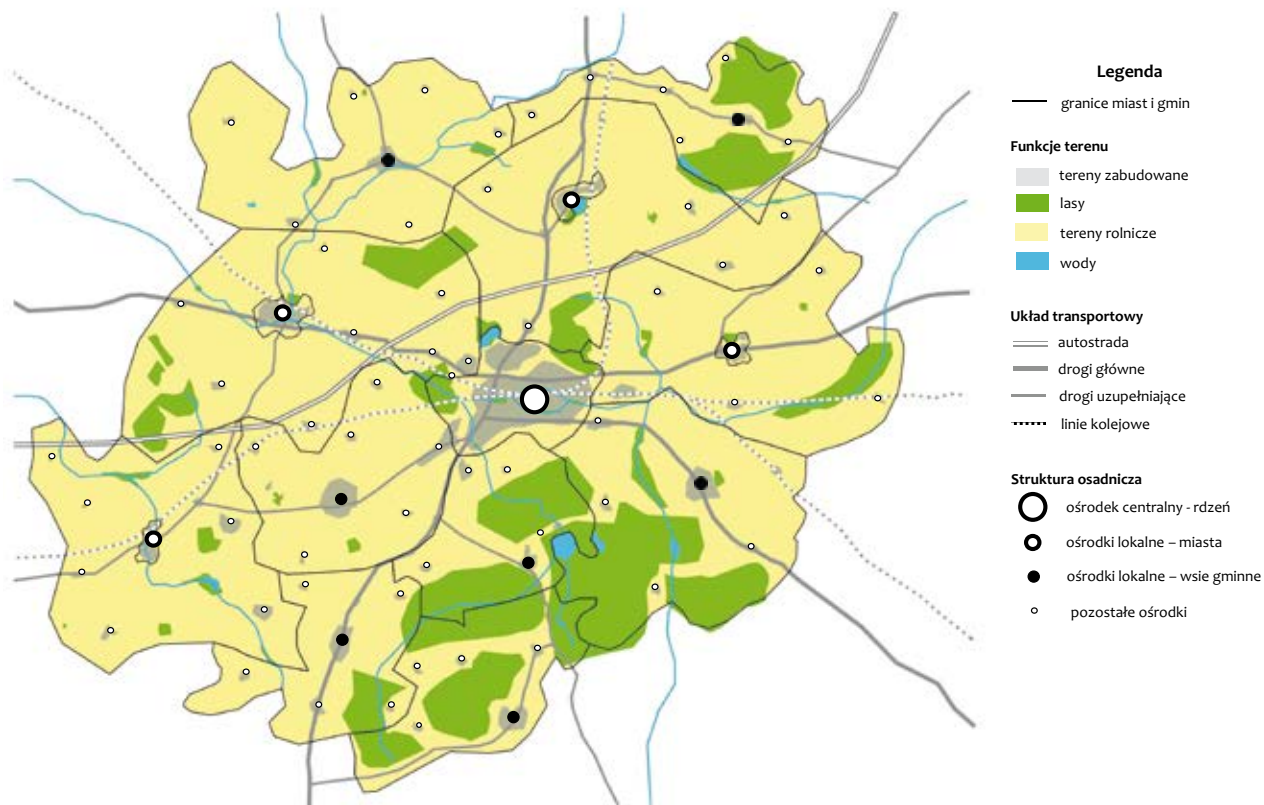 Legenda
granice miast i gmin
Funkcje terenu
tereny zabudowane
lasy
tereny rolnicze
wody
Układ transportowy
autostrada
drogi główne
drogi uzupełniające
linie kolejowe
Struktura osadnicza
ośrodek centralny - rdzeń
ośrodki lokalne – miasta
ośrodki lokalne – wsie gminne
pozostałe ośrodki